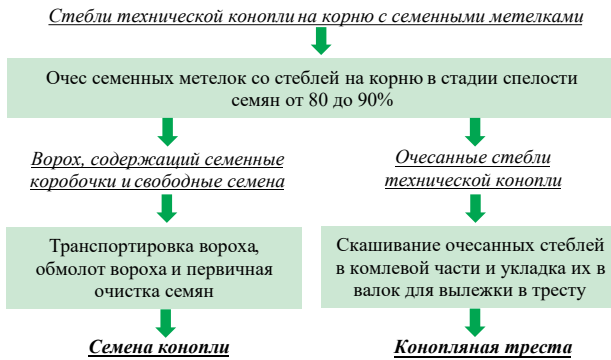 Стебли технической конопли на корню с семенными метелками
Очес семенных метелок со стеблей на корню в стадии спелости
семян от 80 до 90%
Ворох, содержащий семенные
коробочки и свободные семена
Очесанные стебли
технической конопли
Транспортировка вороха,
обмолот вороха и первичная
очистка семян
Скашивание очесанных стеблей
в комлевой части и укладка их в
валок для вылежки в тресту
Семена конопли
Конопляная треста